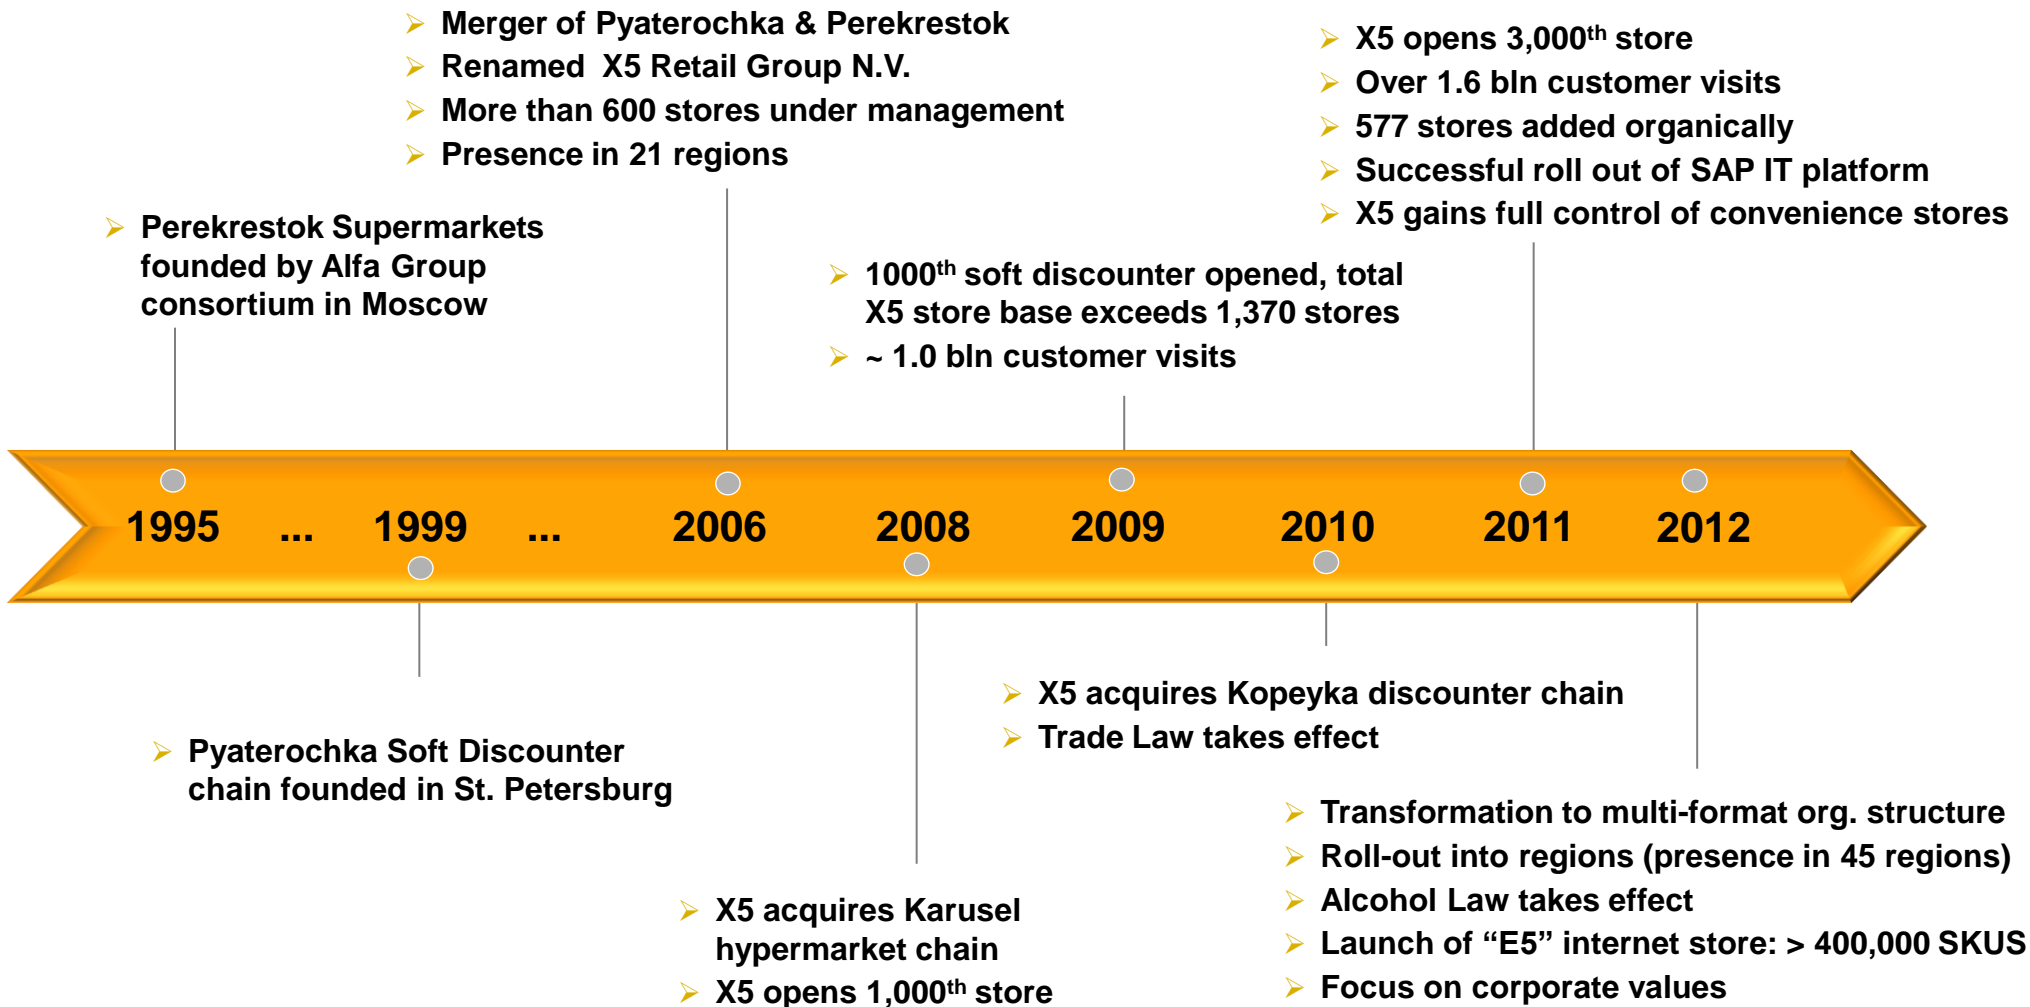 Merger of Pyaterochka & Perekrestok
Renamed X5 Retail Group N.V.
More than 600 stores under management
Presence in 21 regions
X5 opens 3,000th store
Over 1.6 bln customer visits
577 stores added organically
Successful roll out of SAP IT platform
X5 gains full control of convenience stores
Perekrestok Supermarkets
founded by Alfa Group
consortium in Moscow
1000th soft discounter opened, total
X5 store base exceeds 1,370 stores
~ 1.0 bln customer visits
1995 ... 1999 ... 2006 2008 2009 2010 2011 2012
Pyaterochka Soft Discounter
chain founded in St. Petersburg
X5 acquires Karusel
hypermarket chain
X5 opens 1,000th store
X5 acquires Kopeyka discounter chain
Trade Law takes effect
Transformation to multi-format org. structure
Roll-out into regions (presence in 45 regions)
Alcohol Law takes effect
Launch of “E5” internet store: > 400,000 SKUS
Focus on corporate values